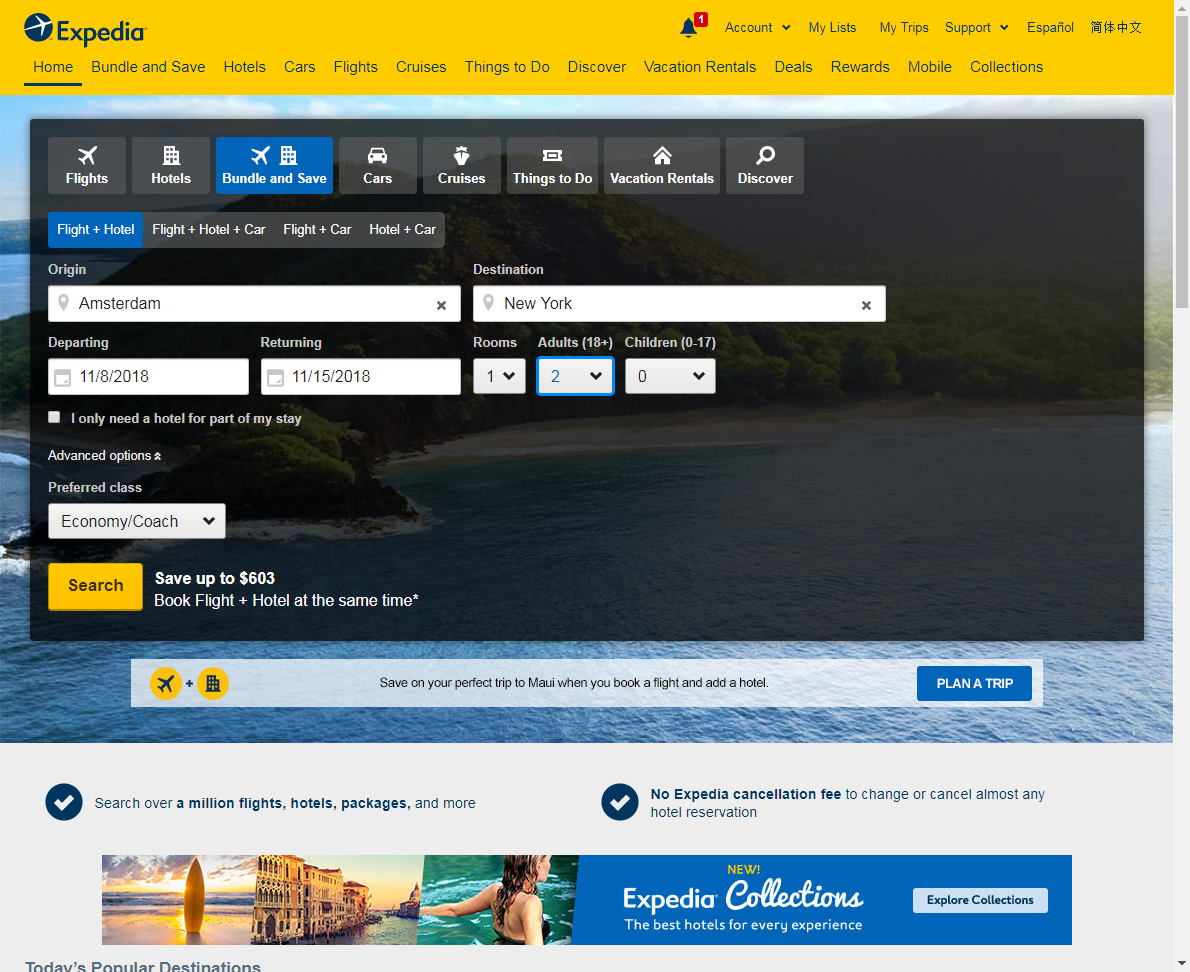 Expedia
1
Account
My Lists
My Trips
Support
Español
简体中文
Home
Bundle and Save
Hotels
Cars
Flights
Cruises
Things to Do
Discover
Vacation Rentals
Deals
Rewards
Mobile
Collections
Flights
Hotels
Bundle and Save
Cars
Cruises
Things to Do
Vacation Rentals
Discover
Flight + Hotel
Flight + Hotel + Car
Flight + Car
Hotel + Car
Origin
Destination
Amsterdam
New York
Departing
Returning
Rooms
Adults (18+)
Children (0-17)
11/8/2018
11/15/2018
1
2
0
I only need a hotel for part of my stay
Advanced options
Preferred class
Economy/Coach
Search
Save up to $603
Book Flight + Hotel at the same time*
+
Save on your perfect trip to Maui when you book a flight and add a hotel.
PLAN A TRIP
Search over a million flights, hotels, packages, and more
No Expedia cancellation fee to change or cancel almost any
hotel reservation
NEW!
Expedia Collections
The best hotels for every experience
Explore Collections
Today's Popular Destinations